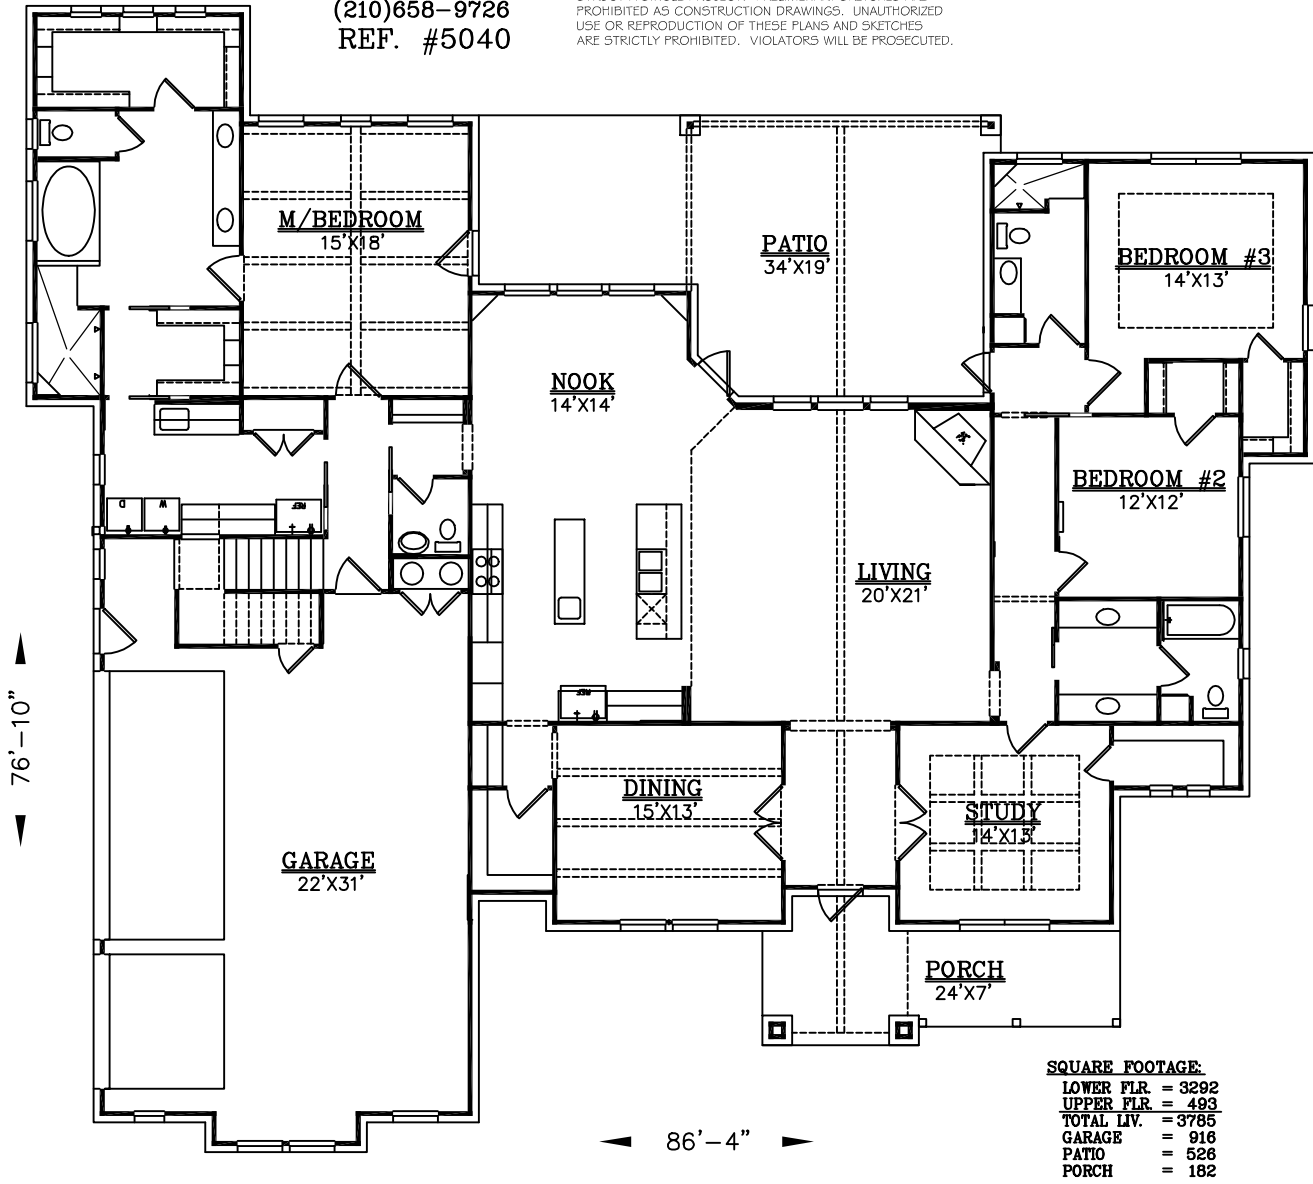 (210)658-9726
REF. #5040
PROHIBITED AS CONSTRUCTION DRAWINGS. UNAUTHORIZED
USE OR REPRODUCTION OF THESE PLANS AND SKETCHES
ARE STRICTLY PROHIBITED. VIOLATORS WILL BE PROSECUTED.
M/BEDROOM
15'X18'
PATIO
34'X19'
BEDROOM #3
14'X13'
NOOK
14'X14'
BEDROOM #2
12'X12'
D
W
REF
LIVING
20'X21'
REF
76'-10"
DINING
15'X13'
STUDY
14'X13'
GARAGE
22'X31'
PORCH
24'X7'
86'-4"
SQUARE FOOTAGE:
LOWER FLR. = 3292
UPPER FLR. = 493
TOTAL LIV. = 3785
GARAGE = 916
PATIO = 526
PORCH = 182